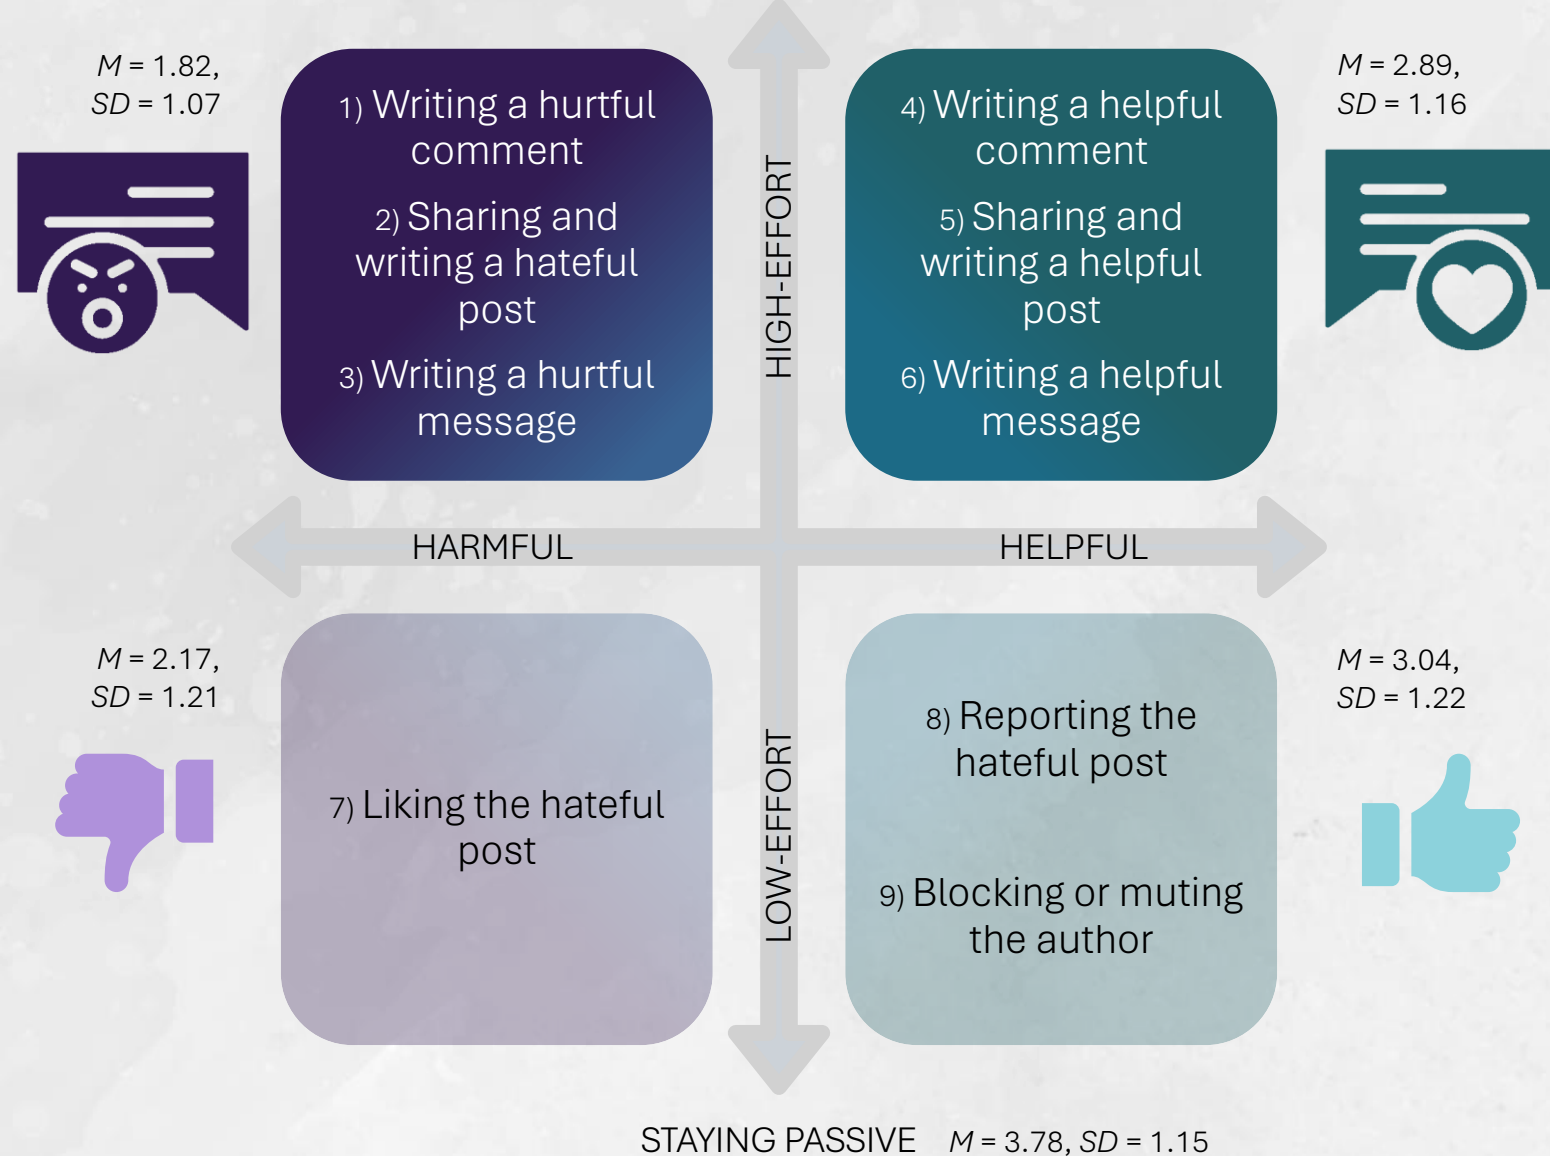 M = 1.82,
SD = 1.07
1) Writing a hurtful
comment
2) Sharing and
writing a hateful
post
3) Writing a hurtful
message
HIGH-EFFORT
4) Writing a helpful
comment
5) Sharing and
writing a helpful
post
6) Writing a helpful
message
M = 2.89,
SD = 1.16
HARMFUL
HELPFUL
M = 2.17,
SD = 1.21
7) Liking the hateful
post
LOW-EFFORT
8) Reporting the
hateful post
9) Blocking or muting
the author
M = 3.04,
SD = 1.22
STAYING PASSIVE M = 3.78, SD = 1.15